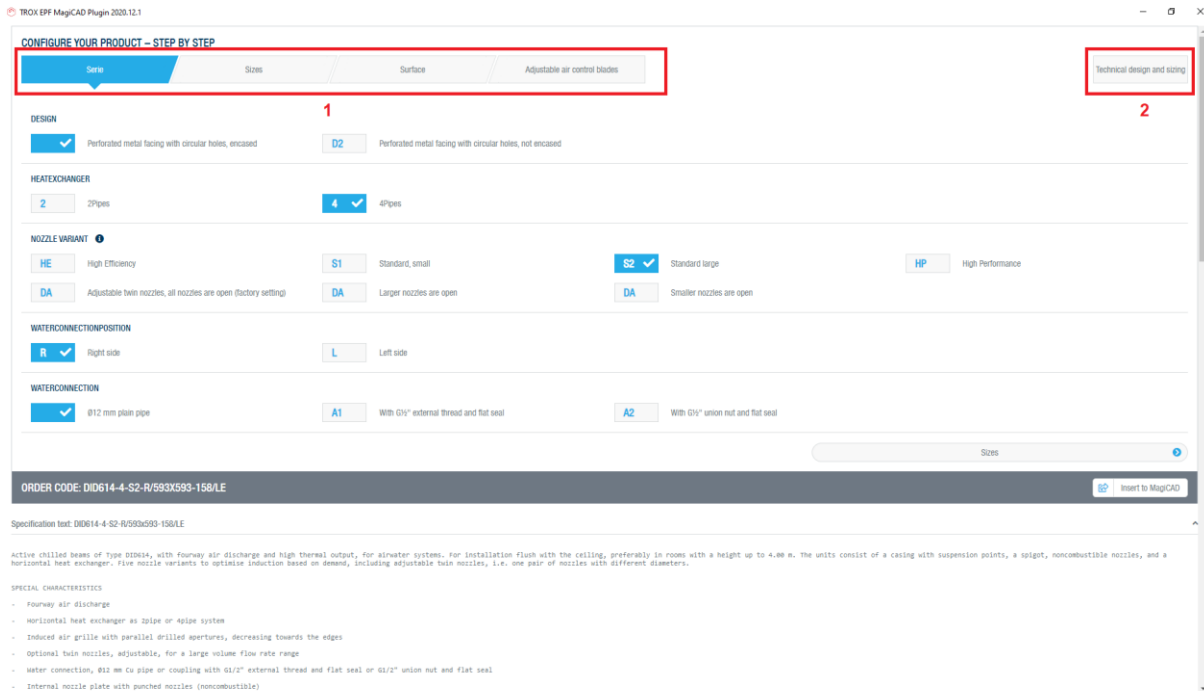 TROX EPF MagiCAD Plugin 2020.12.1
CONFIGURE YOUR PRODUCT – STEP BY STEP
Serie Sizes Surface Adjustable air control blades Technical design and sizing
1 2
DESIGN
Perforated metal facing with circular holes, encased D2 Perforated metal facing with circular holes, not encased
HEATEXCHANGER
2 2Pipes 4 4Pipes
NOZZLE VARIANT
HE High Efficiency S1 Standard, small S2 Standard large HP High Performance
DA Adjustable twin nozzles, all nozzles are open (factory setting) DA Larger nozzles are open DA Smaller nozzles are open
WATERCONNECTIONPOSITION
R Right side L Left side
WATERCONNECTION
Ø12 mm plain pipe A1 With G½" external thread and flat seal A2 With G½" union nut and flat seal
Sizes
ORDER CODE: DID614-4-S2-R/593X593-158/LE Insert to MagiCAD
Specification text: DID614-4-S2-R/593x593-158/LE
Active chilled beams of Type DID614, with fourway air discharge and high thermal output, for airwater systems. For installation flush with the ceiling, preferably in rooms with a height up to 4.00 m. The units consist of a casing with suspension points, a spigot, noncombustible nozzles, and a
horizontal heat exchanger. Five nozzle variants to optimise induction based on demand, including adjustable twin nozzles, i.e. one pair of nozzles with different diameters.
SPECIAL CHARACTERISTICS
- Fourway air discharge
- Horizontal heat exchanger as 2pipe or 4pipe system
- Induced air grille with parallel drilled apertures, decreasing towards the edges
- Optional twin nozzles, adjustable, for a large volume flow rate range
- Water connection, Ø12 mm Cu pipe or coupling with G1/2" external thread and flat seal or G1/2" union nut and flat seal
- Internal nozzle plate with punched nozzles (noncombustible)